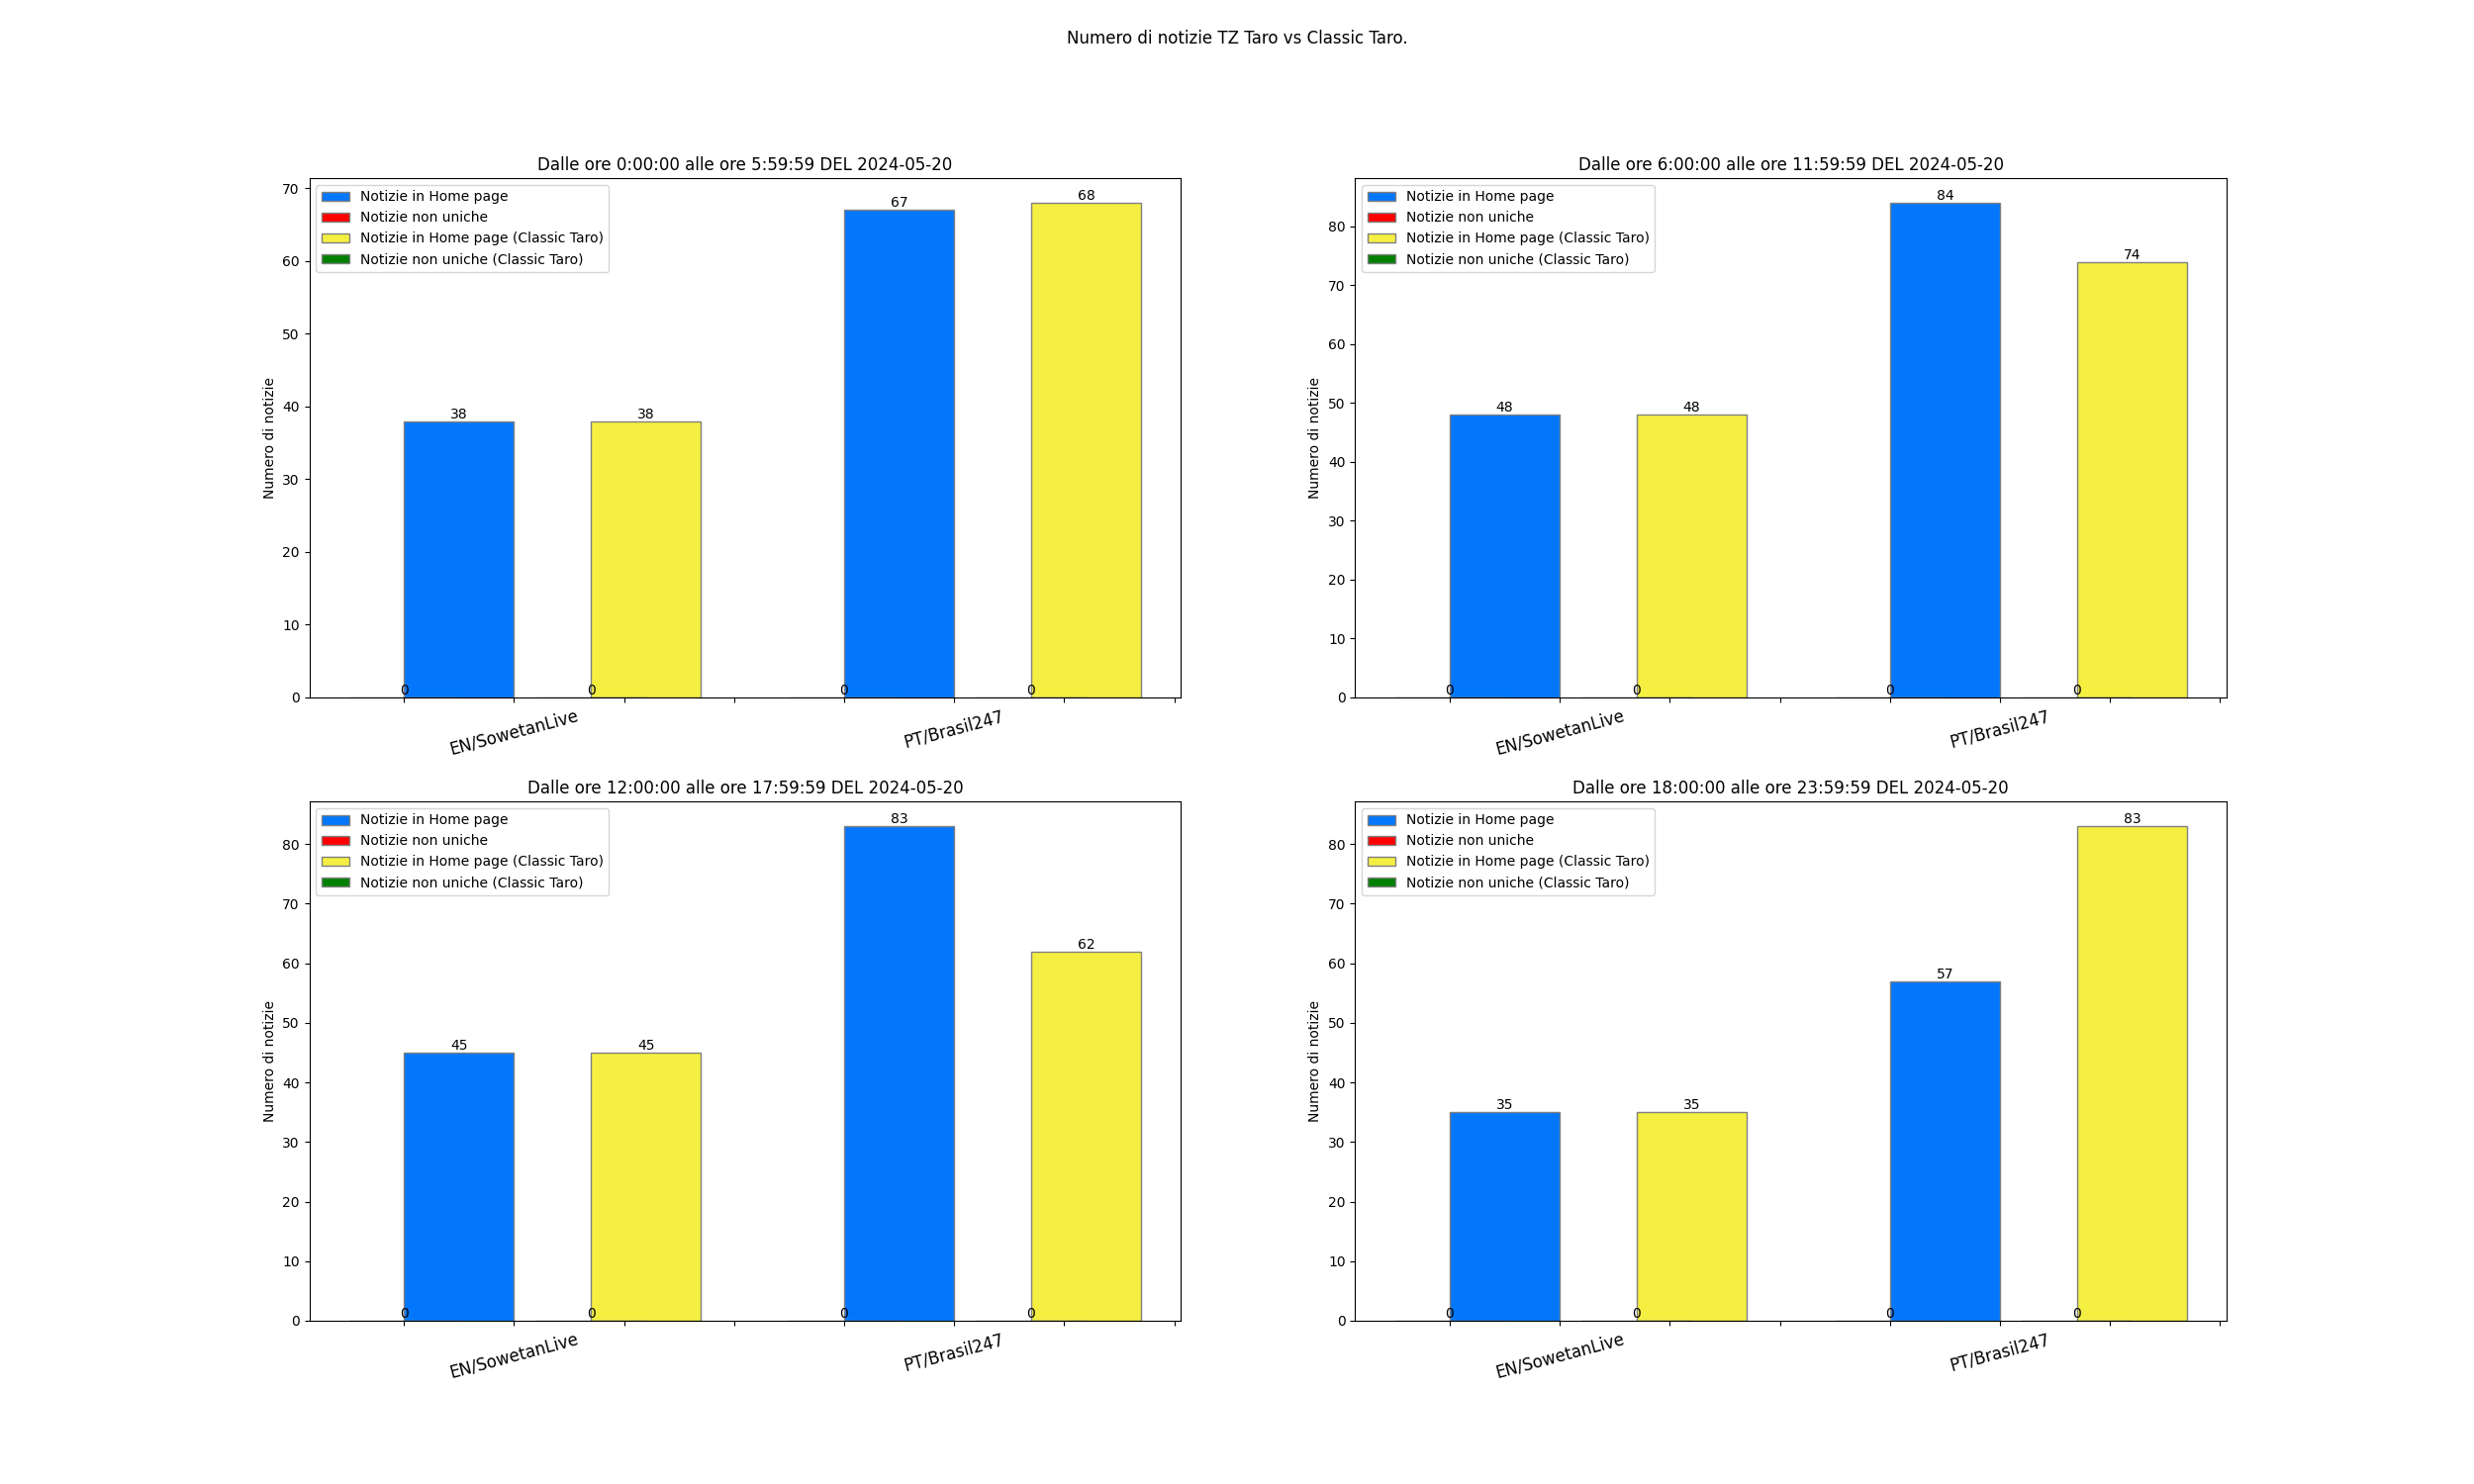 Numero di notizie TZ Taro vs Classic Taro.
Dalle ore 0:00:00 alle ore 5:59:59 DEL 2024-05-20
Notizie in Home page
Notizie non uniche
Notizie in Home page (Classic Taro)
Notizie non uniche (Classic Taro)
Numero di notizie
70
60
50
40
30
20
10
0
38
38
67
68
0
0
0
0
EN/SowetanLive
PT/Brasil247
Dalle ore 6:00:00 alle ore 11:59:59 DEL 2024-05-20
Notizie in Home page
Notizie non uniche
Notizie in Home page (Classic Taro)
Notizie non uniche (Classic Taro)
Numero di notizie
80
70
60
50
40
30
20
10
0
48
48
84
74
0
0
0
0
EN/SowetanLive
PT/Brasil247
Dalle ore 12:00:00 alle ore 17:59:59 DEL 2024-05-20
Notizie in Home page
Notizie non uniche
Notizie in Home page (Classic Taro)
Notizie non uniche (Classic Taro)
Numero di notizie
80
70
60
50
40
30
20
10
0
45
45
83
62
0
0
0
0
EN/SowetanLive
PT/Brasil247
Dalle ore 18:00:00 alle ore 23:59:59 DEL 2024-05-20
Notizie in Home page
Notizie non uniche
Notizie in Home page (Classic Taro)
Notizie non uniche (Classic Taro)
Numero di notizie
80
70
60
50
40
30
20
10
0
35
35
57
83
0
0
0
0
EN/SowetanLive
PT/Brasil247